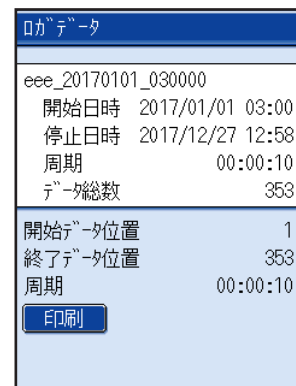 ﾛｶﾞﾃﾞｰﾀ
eee_20170101_030000
開始日時 2017/01/01 03:00
停止日時 2017/12/27 12:58
周期 00:00:10
ﾃﾞｰﾀ総数 353
開始ﾃﾞｰﾀ位置 1
終了ﾃﾞｰﾀ位置 353
周期 00:00:10
印刷